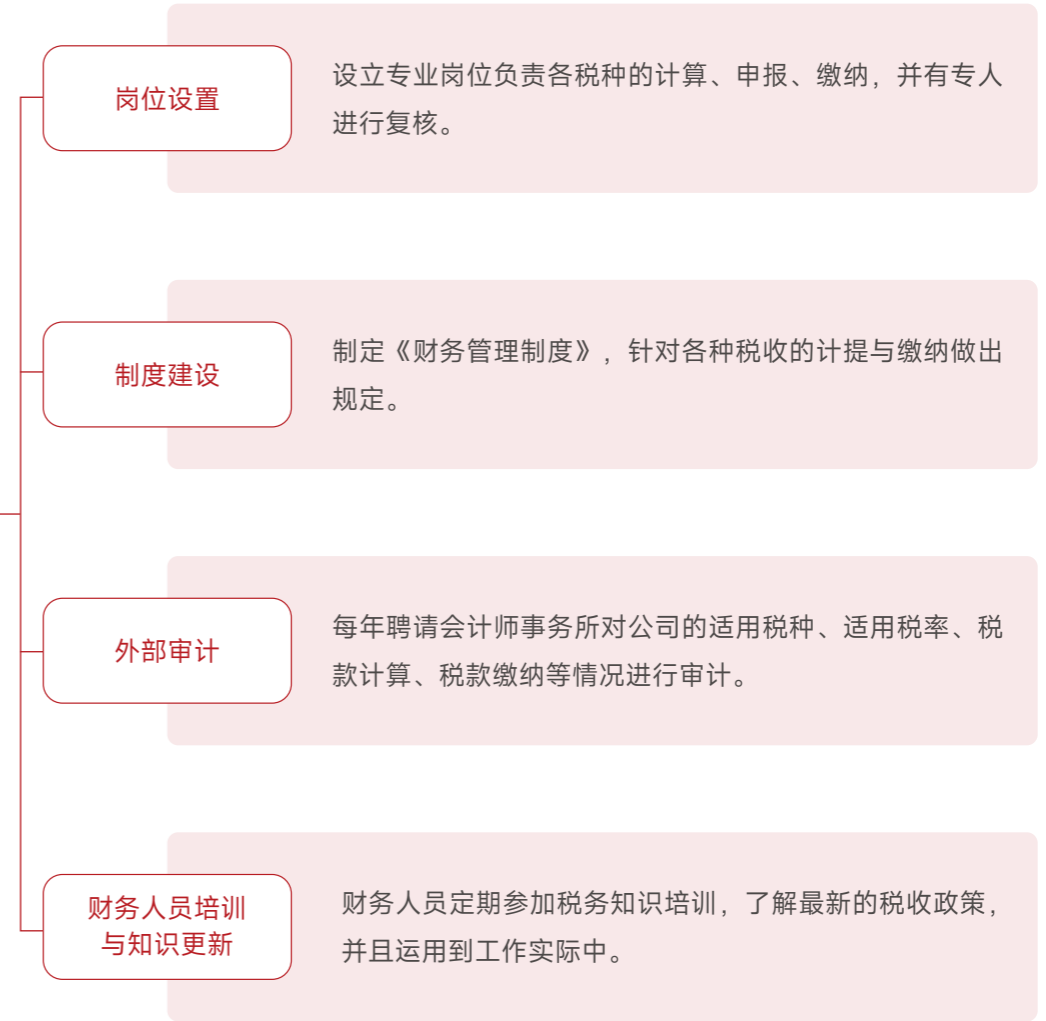 岗位设置
设立专业岗位负责各税种的计算、申报、缴纳，并有专人
进行复核。
制度建设
制定《财务管理制度》，针对各种税收的计提与缴纳做出
规定。
外部审计
每年聘请会计师事务所对公司的适用税种、适用税率、税
款计算、税款缴纳等情况进行审计。
财务人员培训
与知识更新
财务人员定期参加税务知识培训，了解最新的税收政策，
并且运用到工作实际中。